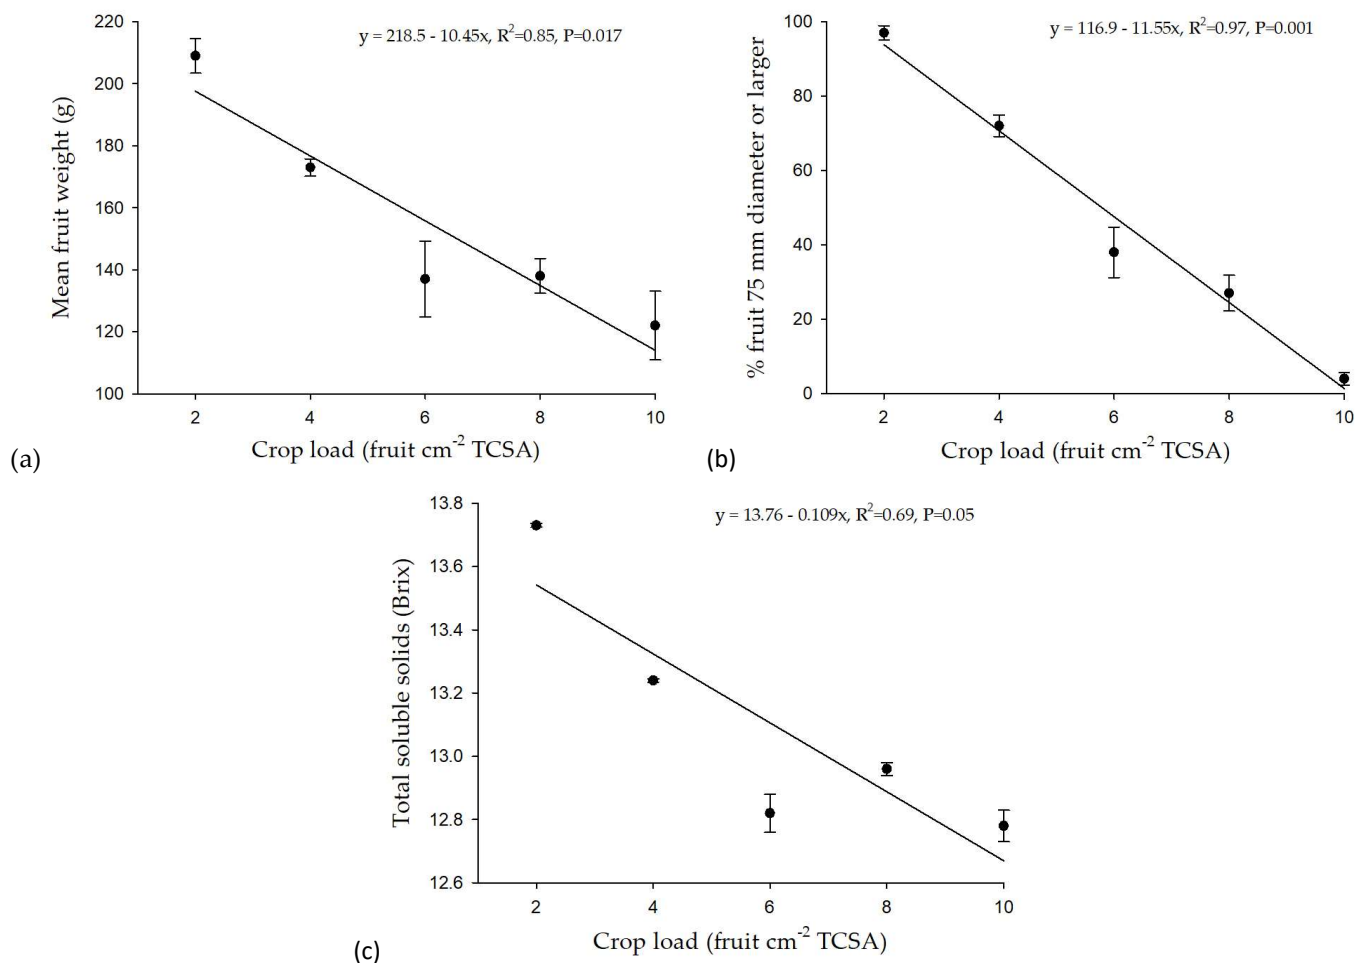 y = 218.5 - 10.45x, R²=0.85, P=0.017
220
200
180
160
140
120
100
Mean fruit weight (g)
2 4 6 8 10
Crop load (fruit cm⁻² TCSA)
(a)
y = 116.9 - 11.55x, R²=0.97, P=0.001
100
80
60
40
20
0
% fruit 75 mm diameter or larger
2 4 6 8 10
Crop load (fruit cm⁻² TCSA)
(b)
y = 13.76 - 0.109x, R²=0.69, P=0.05
13.8
13.6
13.4
13.2
13.0
12.8
12.6
Total soluble solids (Brix)
2 4 6 8 10
Crop load (fruit cm⁻² TCSA)
(c)